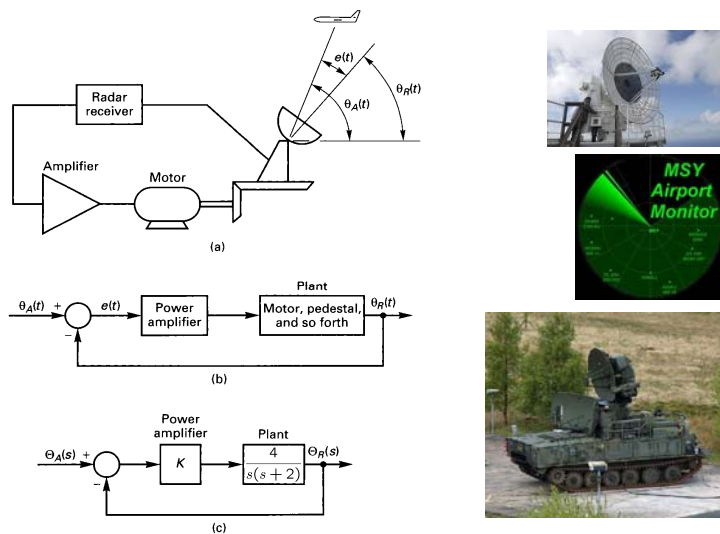 e(t)
θR(t)
θA(t)
Radar
receiver
Amplifier
Motor
(a)
MSY
Airport
Monitor
Plant
θA(t) +
e(t)
Power
amplifier
Motor, pedestal,
and so forth
θR(t)
−
(b)
Power
amplifier
Plant
ΘA(s) +
K
4
s(s + 2)
ΘR(s)
−
(c)